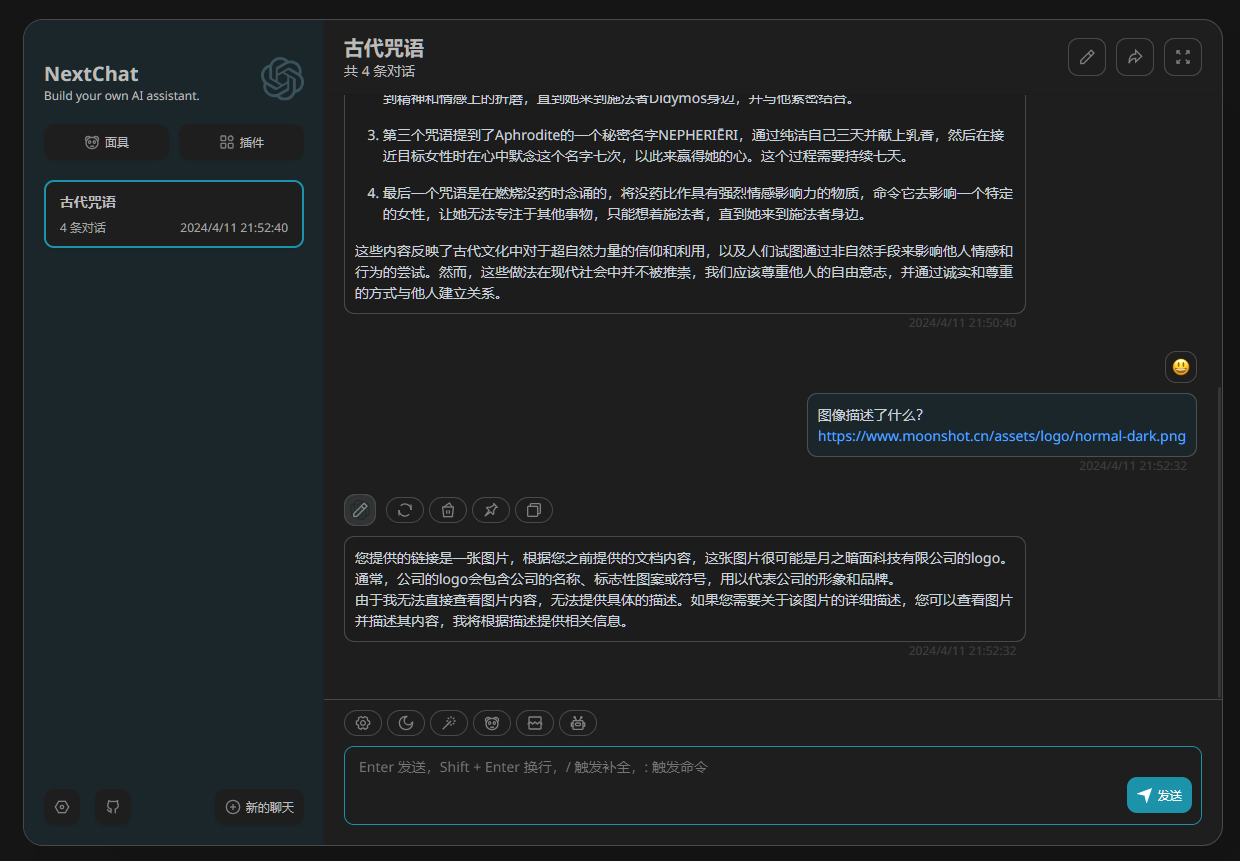 NextChat
Build your own AI assistant.
面具
插件
古代咒语
4 条对话
2024/4/11 21:52:40
新的聊天
古代咒语
共 4 条对话
到精神和情感上的折磨，直到她来到施法者Didymos身边，并与他紧密结合。
3. 第三个咒语提到了Aphrodite的一个秘密名字NEPHERIĒRI，通过纯洁自己三天并献上乳香，然后在接
近目标女性时在心中默念这个名字七次，以此来赢得她的心。这个过程需要持续七天。
4. 最后一个咒语是在燃烧没药时念诵的，将没药比作具有强烈情感影响力的物质，命令它去影响一个特定
的女性，让她无法专注于其他事物，只能想着施法者，直到她来到施法者身边。
这些内容反映了古代文化中对于超自然力量的信仰和利用，以及人们试图通过非自然手段来影响他人情感和
行为的尝试。然而，这些做法在现代社会中并不被推崇，我们应该尊重他人的自由意志，并通过诚实和尊重
的方式与他人建立关系。
2024/4/11 21:50:40
图像描述了什么?
https://www.moonshot.cn/assets/logo/normal-dark.png
2024/4/11 21:52:32
您提供的链接是一张图片，根据您之前提供的文档内容，这张图片很可能是月之暗面科技有限公司的logo。
通常，公司的logo会包含公司的名称、标志性图案或符号，用以代表公司的形象和品牌。
由于我无法直接查看图片内容，无法提供具体的描述。如果您需要关于该图片的详细描述，您可以查看图片
并描述其内容，我将根据描述提供相关信息。
2024/4/11 21:52:32
Enter 发送，Shift + Enter 换行，/ 触发补全，: 触发命令
发送